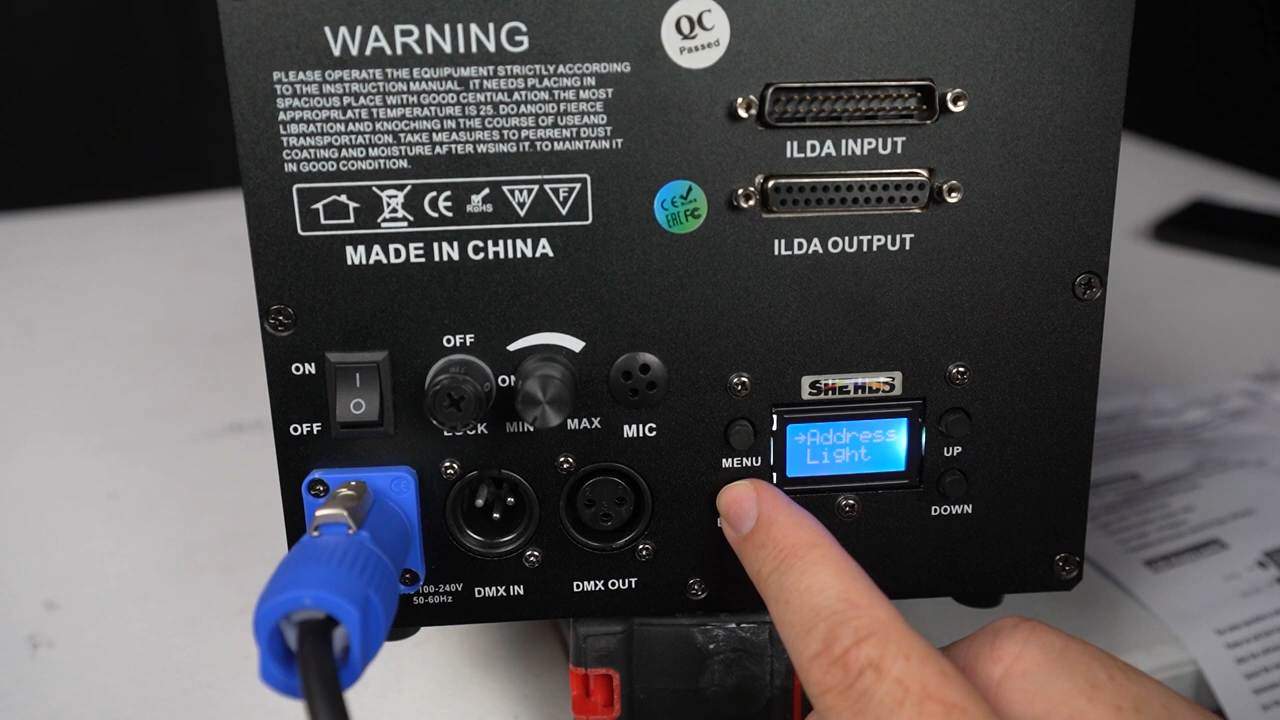 WARNING
PLEASE OPERATE THE EQUIPUMENT STRICTLY ACCORDING
TO THE INSTRUCTION MANUAL. IT NEEDS PLACING IN
SPACIOUS PLACE WITH GOOD CENTIALATION.THE MOST
APPROPRLATE TEMPERATURE IS 25. DO ANOID FIERCE
LIBRATION AND KNOCHING IN THE COURSE OF USEAND
TRANSPORTATION. TAKE MEASURES TO PERRENT DUST
COATING AND MOISTURE AFTER WSING IT. TO MAINTAIN IT
IN GOOD CONDITION.
CE RoHS M F
MADE IN CHINA
QC
Passed
ILDA INPUT
CE
EAC FC
ILDA OUTPUT
OFF
ON
ON
OFF
LOCK
MIN
MAX
MIC
SHEHDS
MENU
→Address
Light
UP
DOWN
100-240V
50-60Hz
DMX IN
DMX OUT